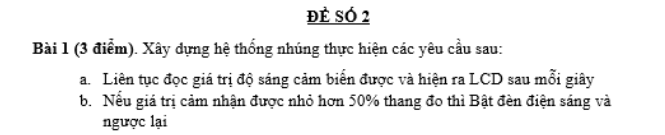 ĐỀ SỐ 2
Bài 1 (3 điểm). Xây dựng hệ thống nhúng thực hiện các yêu cầu sau:
a. Liên tục đọc giá trị độ sáng cảm biến được và hiện ra LCD sau mỗi giây
b. Nếu giá trị cảm nhận được nhỏ hơn 50% thang đo thì Bật đèn điện sáng và
ngược lại